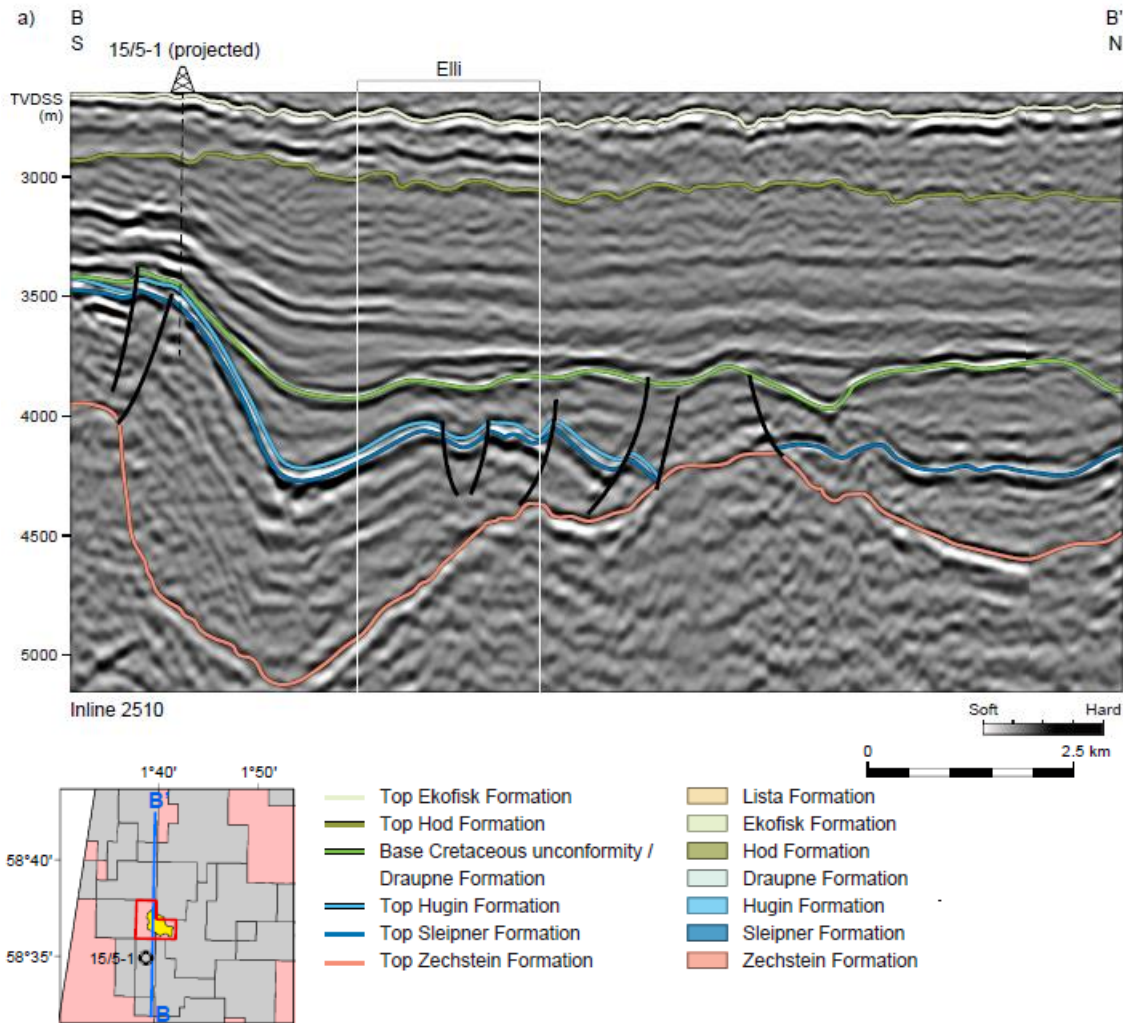 a)
B
S
B'
N
15/5-1 (projected)
Elli
TVDSS
(m)
3000
3500
4000
4500
5000
Inline 2510
Soft
Hard
0
2.5 km
1°40'
1°50'
58°40'
58°35'
B'
15/5-1
B
Top Ekofisk Formation
Top Hod Formation
Base Cretaceous unconformity /
Draupne Formation
Top Hugin Formation
Top Sleipner Formation
Top Zechstein Formation
Lista Formation
Ekofisk Formation
Hod Formation
Draupne Formation
Hugin Formation
Sleipner Formation
Zechstein Formation